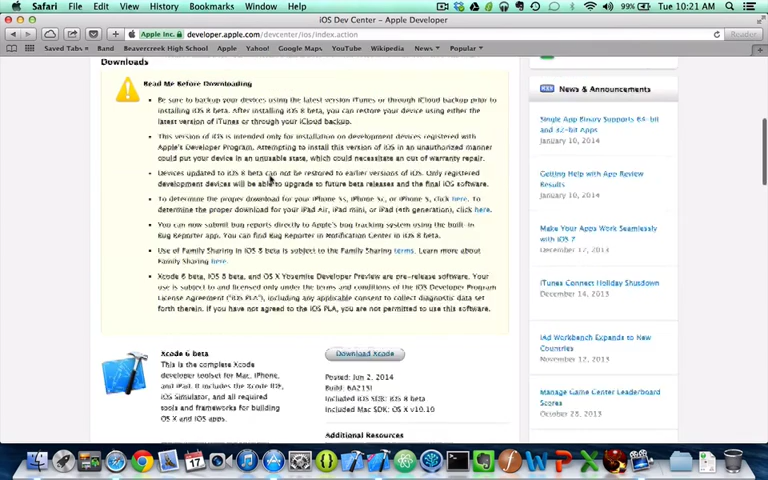 Safari File Edit View History Bookmarks Window Help 99% Tue 10:21 AM
iOS Dev Center - Apple Developer
Apple Inc. developer.apple.com/devcenter/ios/index.action Reader
Saved Tabs Band Beavercreek High School Apple Yahoo! Google Maps YouTube Wikipedia News Popular
Downloads
Read Me Before Downloading
Be sure to backup your devices using the latest version iTunes or through iCloud backup prior to
installing iOS 8 beta. After installing iOS 8 beta, you can restore your device using either the
latest version of iTunes or through your iCloud backup.
This version of iOS is intended only for installation on development devices registered with
Apple's Developer Program. Attempting to install this version of iOS in an unauthorized manner
could put your device in an unusable state, which could necessitate an out of warranty repair.
Devices updated to iOS 8 beta can not be restored to earlier versions of iOS. Only registered
development devices will be able to upgrade to future beta releases and the final iOS software.
To determine the proper download for your iPhone 5s, iPhone 5c, or iPhone 5, click here. To
determine the proper download for your iPad Air, iPad mini, or iPad (4th generation), click here.
You can now submit bug reports directly to Apple's bug tracking system using the built-in
Bug Reporter app. You can find Bug Reporter in Notification Center in iOS 8 beta.
Use of Family Sharing in iOS 8 beta is subject to the Family Sharing terms. Learn more about
Family Sharing here.
Xcode 6 beta, iOS 8 beta, and OS X Yosemite Developer Preview are pre-release software. Your
use is subject to and licensed only under the terms and conditions of the iOS Developer Program
License Agreement ("iOS PLA"), including any applicable consent to collect diagnostic data set
forth therein. If you have not agreed to the iOS PLA, you are not permitted to use this software.
Xcode 6 beta
This is the complete Xcode
developer toolset for Mac, iPhone,
and iPad. It includes the Xcode IDE,
iOS Simulator, and all required
tools and frameworks for building
OS X and iOS apps.
Download Xcode
Posted: Jun 2, 2014
Build: 6A215l
Included iOS SDK: iOS 8 beta
Included Mac SDK: OS X v10.10
Additional Resources
News & Announcements
Single App Binary Supports 64-bit
and 32-bit Apps
January 10, 2014
Getting Help with App Review
Results
January 10, 2014
Make Your Apps Work Seamlessly
with iOS 7
December 17, 2013
iTunes Connect Holiday Shutdown
December 14, 2013
iAd Workbench Expands to New
Countries
November 12, 2013
Manage Game Center Leaderboard
Scores
October 28, 2013
17